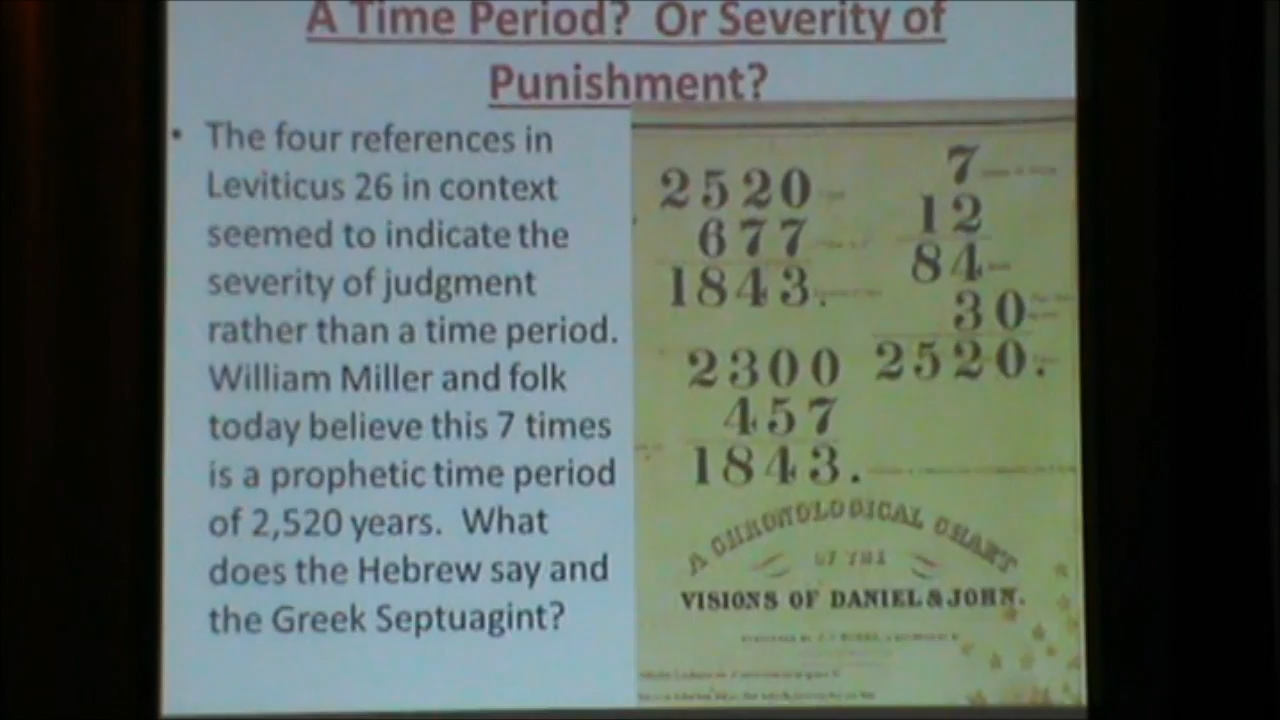 A Time Period? Or Severity of
Punishment?
• The four references in
Leviticus 26 in context
seemed to indicate the
severity of judgment
rather than a time period.
William Miller and folk
today believe this 7 times
is a prophetic time period
of 2,520 years. What
does the Hebrew say and
the Greek Septuagint?
2520
677
1843.
2300
457
1843.
7
12
84
30
2520.
A CHRONOLOGICAL CHART
OF THE
VISIONS OF DANIEL & JOHN.